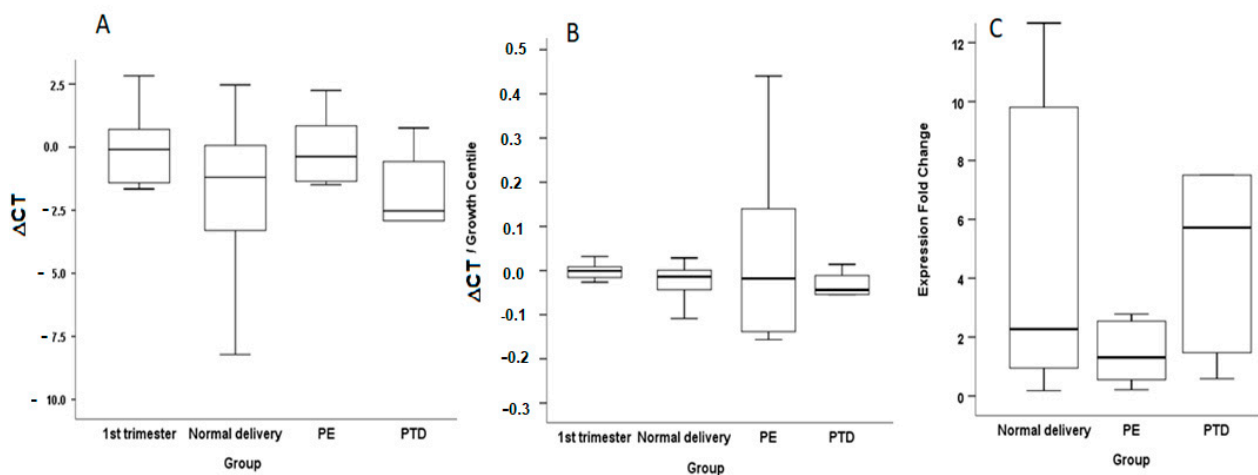 A
2.5
0.0
-2.5
- 5.0
- 7.5
- 10.0
ΔCT
1st trimester Normal delivery PE PTD
Group
B
0.5
0.4
0.3
0.2
0.1
0.0
-0.1
-0.2
-0.3
ΔCT / Growth Centile
1st trimester Normal delivery PE PTD
Group
C
12
10
8
6
4
2
0
Expression Fold Change
Normal delivery PE PTD
Group